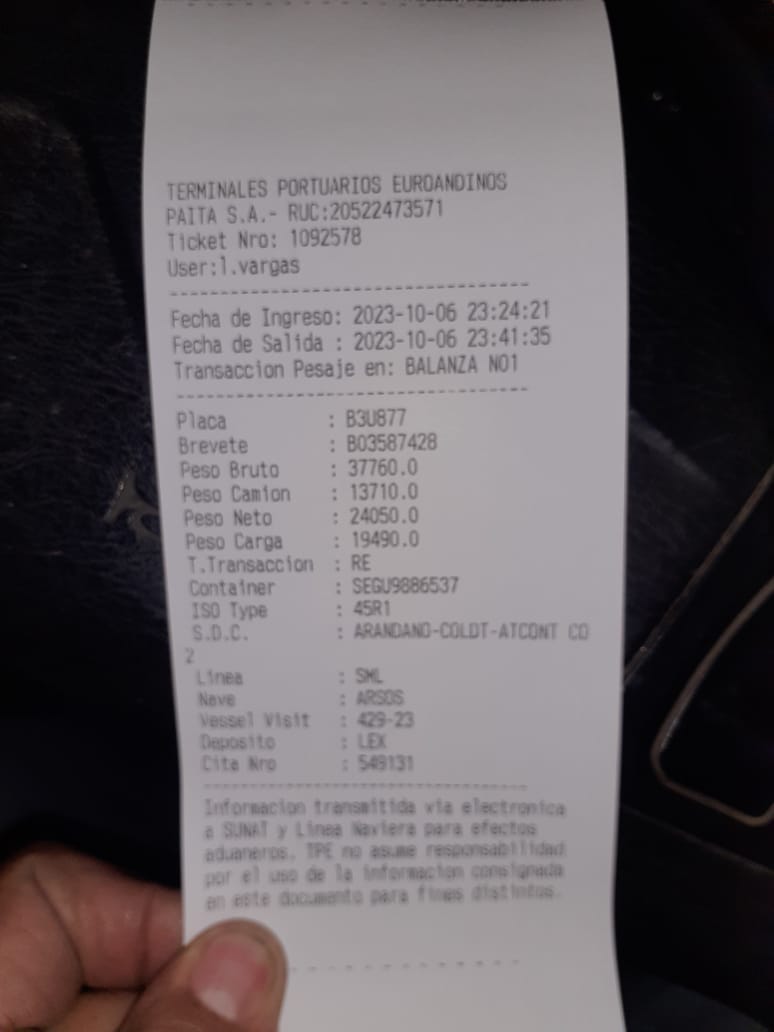 TERMINALES PORTUARIOS EUROANDINOS
PAITA S.A.- RUC:20522473571
Ticket Nro: 1092578
User:l.vargas
Fecha de Ingreso: 2023-10-06 23:24:21
Fecha de Salida : 2023-10-06 23:41:35
Transaccion Pesaje en: BALANZA NO1
Placa : B3U877
Brevete : B03587428
Peso Bruto : 37760.0
Peso Camion : 13710.0
Peso Neto : 24050.0
Peso Carga : 19490.0
T.Transaccion : RE
Container : SEGU9886537
ISO Type : 45R1
S.D.C. : ARANDANO-COLDT-ATCONT CO
2
Linea : SML
Nave : ARSOS
Vessel Visit : 429-23
Deposito : LEX
Cita Nro : 549131
Informacion transmitida via electronica
a SUNAT y Linea Naviera para efectos
aduaneros. TPE no asume responsabilidad
por el uso de la informacion consignada
en este documento para fines distintos.